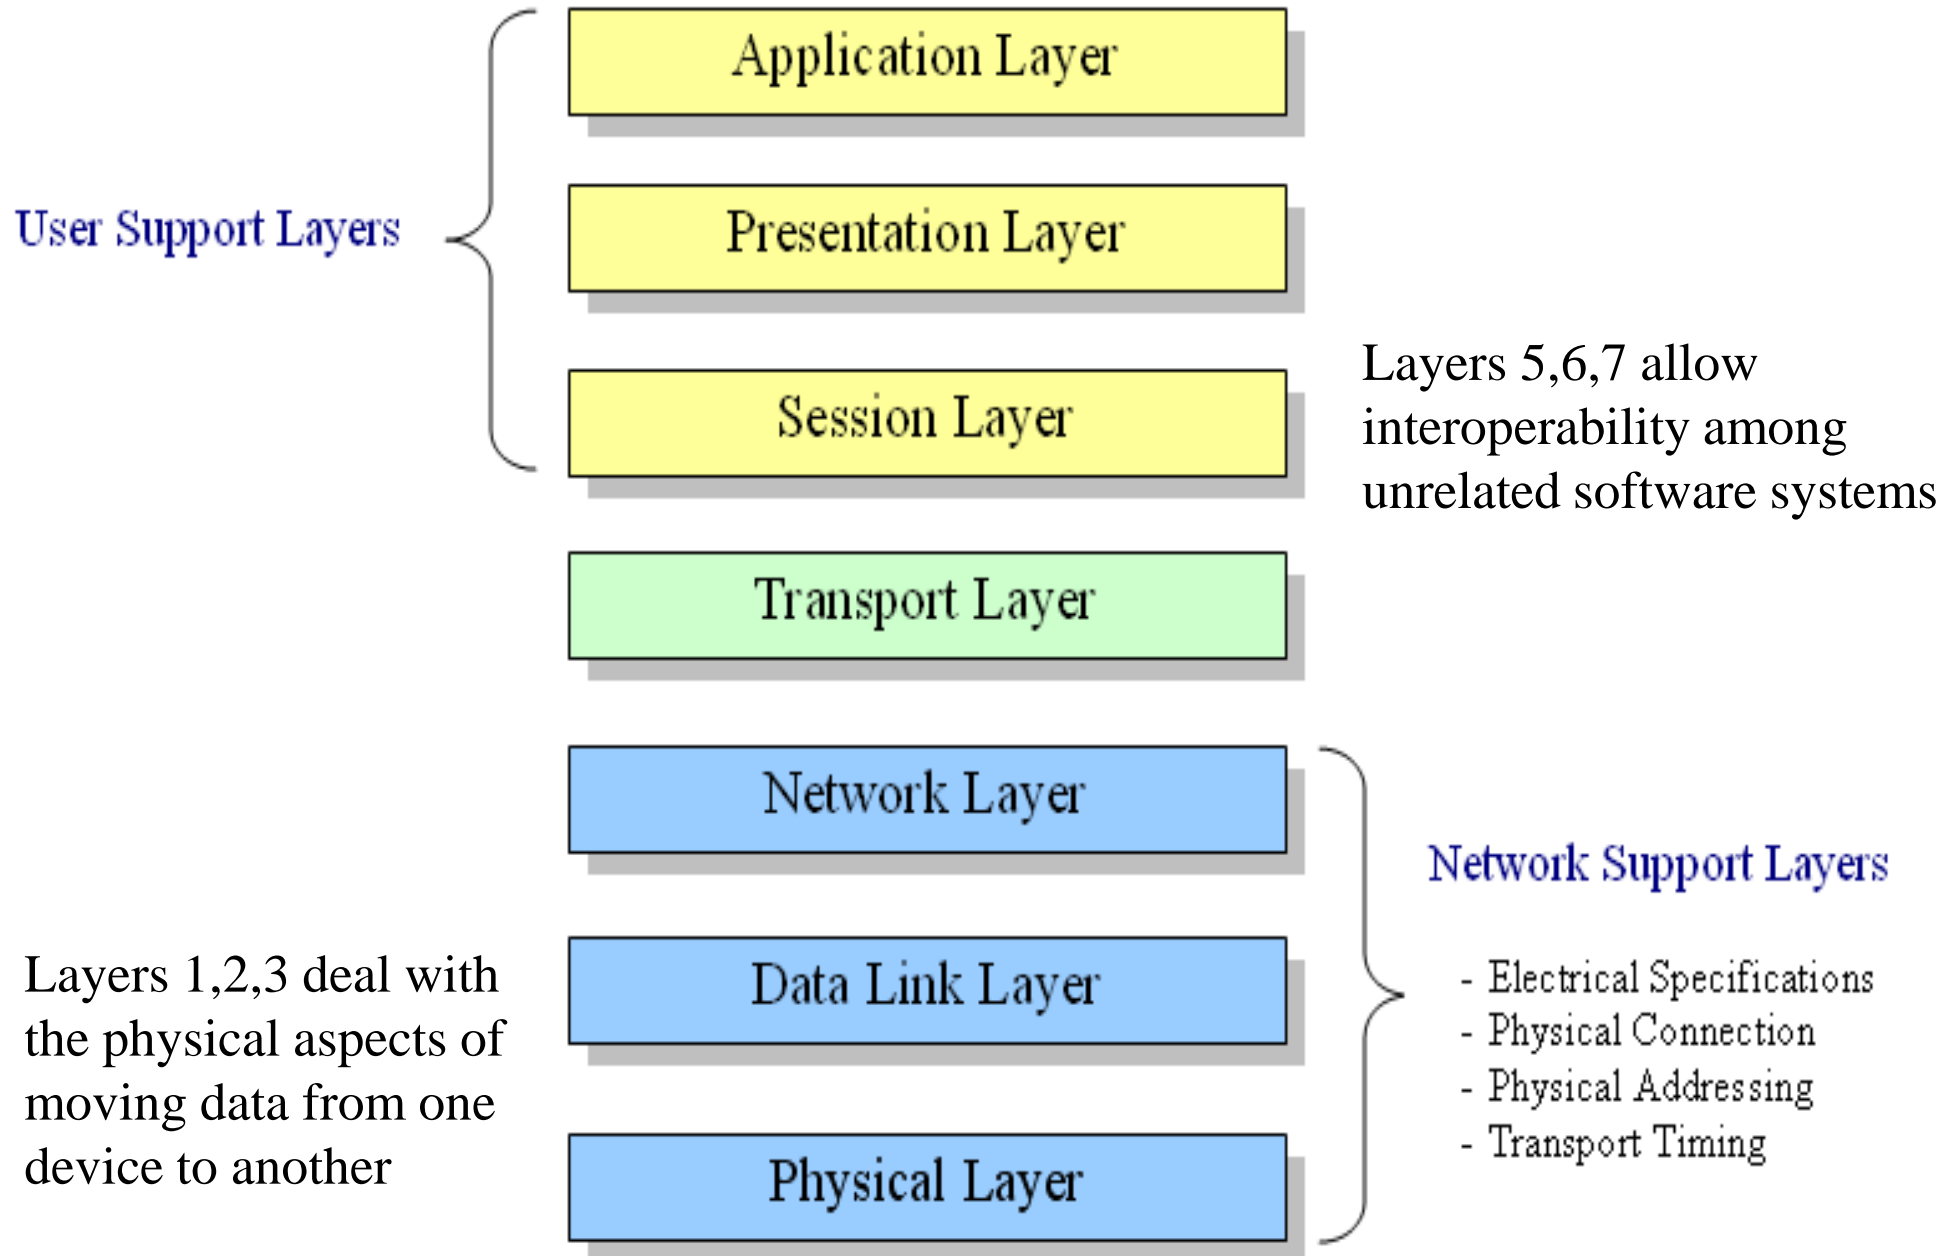 Application Layer
User Support Layers
Presentation Layer
Session Layer
Layers 5,6,7 allow
interoperability among
unrelated software systems
Transport Layer
Network Layer
Network Support Layers
Data Link Layer
Layers 1,2,3 deal with
the physical aspects of
moving data from one
device to another
- Electrical Specifications
- Physical Connection
- Physical Addressing
- Transport Timing
Physical Layer